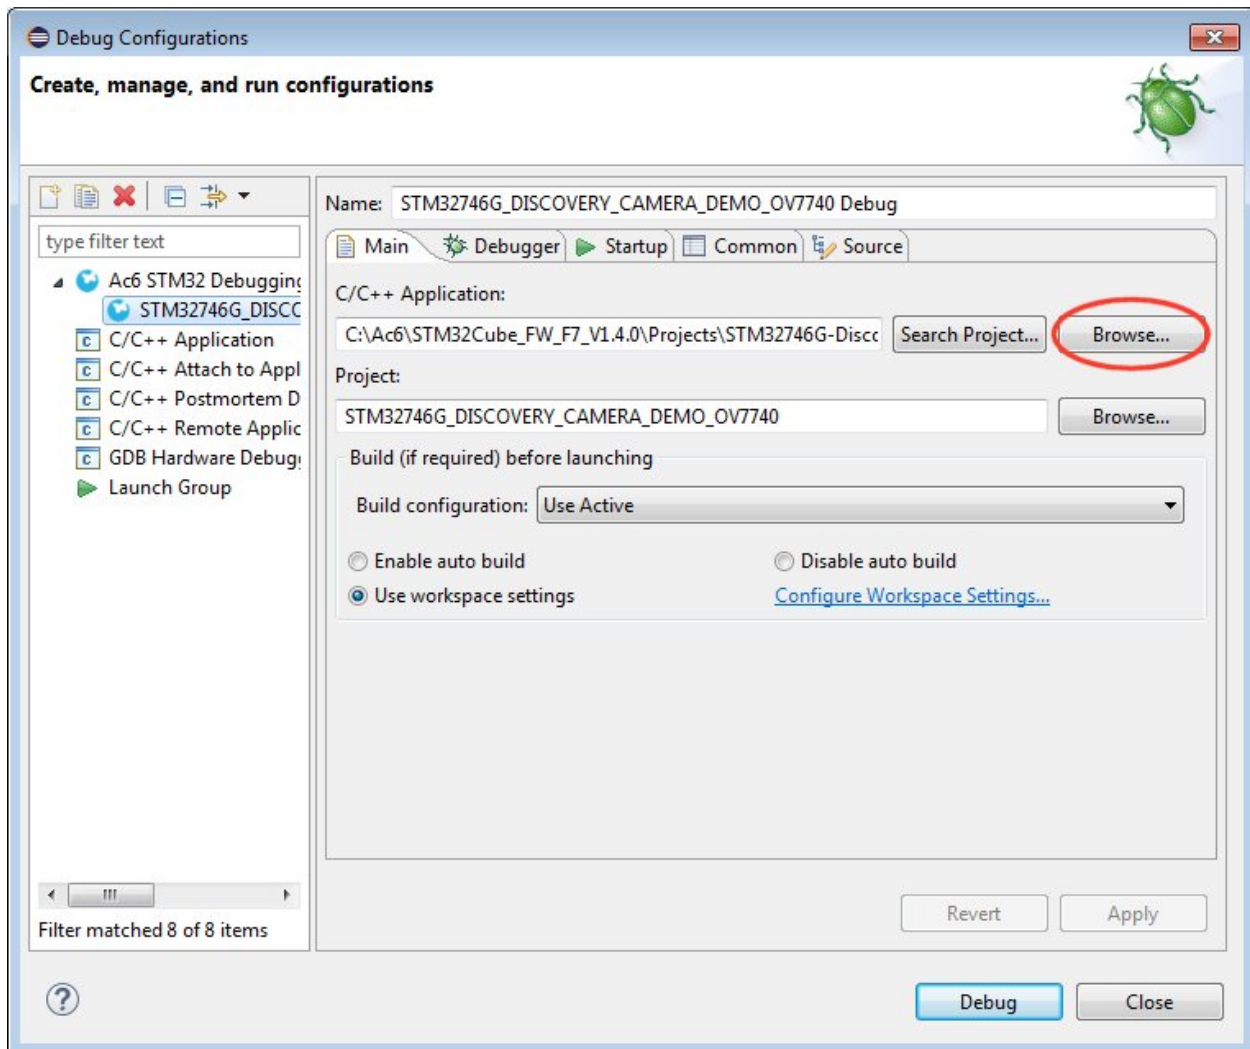 Debug Configurations
Create, manage, and run configurations
type filter text
Ac6 STM32 Debugging
STM32746G_DISCC
C/C++ Application
C/C++ Attach to Appl
C/C++ Postmortem D
C/C++ Remote Applic
GDB Hardware Debug
Launch Group
Filter matched 8 of 8 items
Name: STM32746G_DISCOVERY_CAMERA_DEMO_OV7740 Debug
Main Debugger Startup Common Source
C/C++ Application:
C:\Ac6\STM32Cube_FW_F7_V1.4.0\Projects\STM32746G-Discc Search Project... Browse...
Project:
STM32746G_DISCOVERY_CAMERA_DEMO_OV7740 Browse...
Build (if required) before launching
Build configuration: Use Active
Enable auto build Disable auto build
Use workspace settings Configure Workspace Settings...
Revert Apply
Debug Close